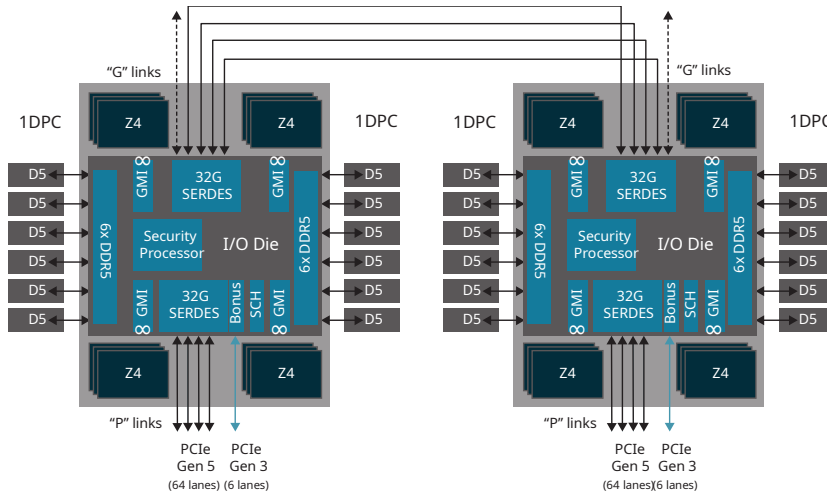 “G” links
“G” links
1DPC
Z4
Z4
1DPC
1DPC
Z4
Z4
1DPC
D5
D5
D5
D5
D5
D5
6x DDR5
GMI
∞
32G
SERDES
GMI
∞
Security
Processor
I/O Die
6x DDR5
GMI
∞
32G
SERDES
Bonus
SCH
GMI
∞
D5
D5
D5
D5
D5
D5
Z4
Z4
“P” links
PCIe
Gen 5
(64 lanes)
PCIe
Gen 3
(6 lanes)
D5
D5
D5
D5
D5
D5
6x DDR5
GMI
∞
32G
SERDES
GMI
∞
Security
Processor
I/O Die
6x DDR5
GMI
∞
32G
SERDES
Bonus
SCH
GMI
∞
D5
D5
D5
D5
D5
D5
Z4
Z4
“P” links
PCIe
Gen 5
(64 lanes)
PCIe
Gen 3
(6 lanes)